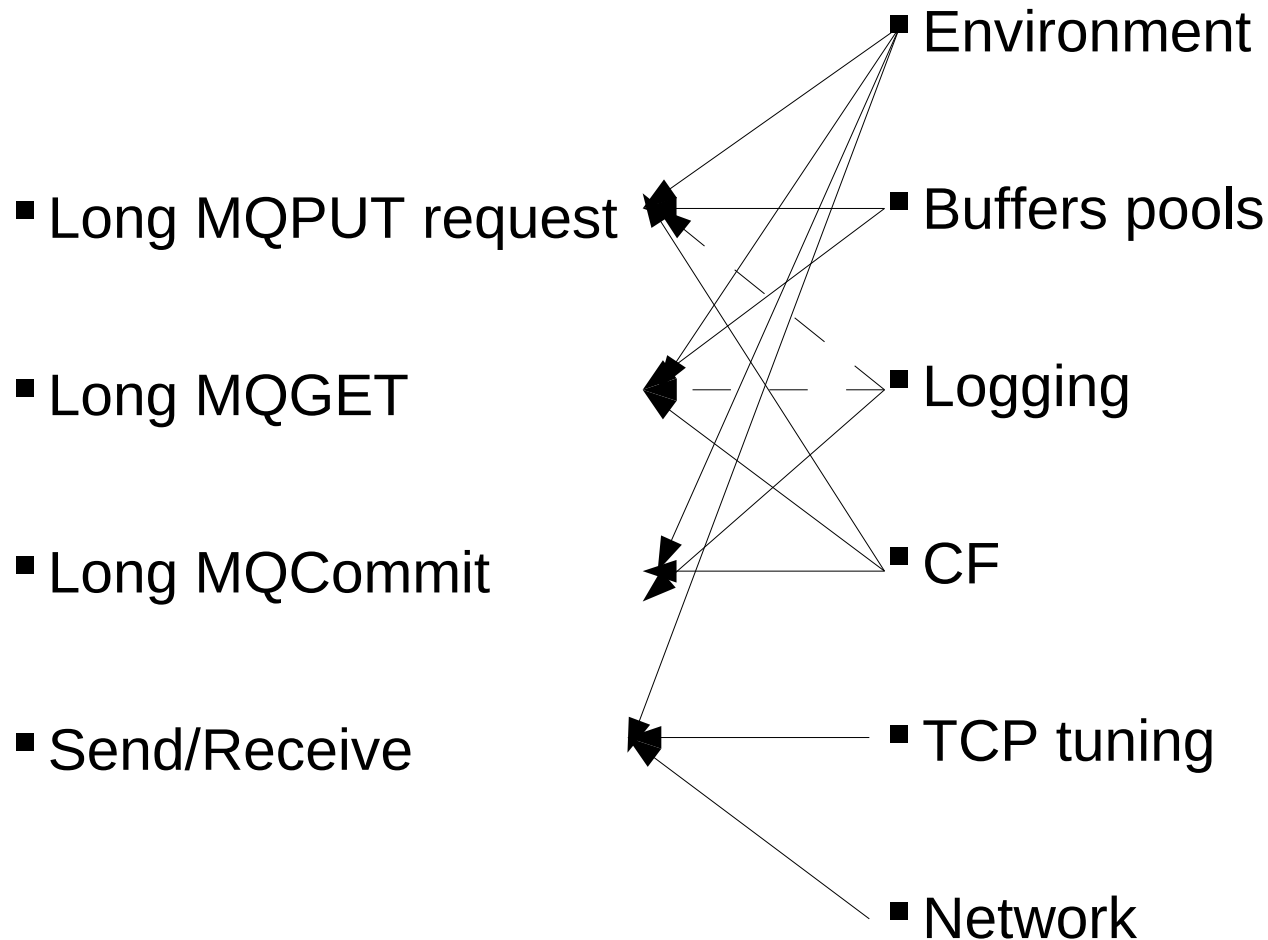 ▪ Environment
▪ Long MQPUT request
▪ Buffers pools
▪ Long MQGET
▪ Logging
▪ Long MQCommit
▪ CF
▪ Send/Receive
▪ TCP tuning
▪ Network